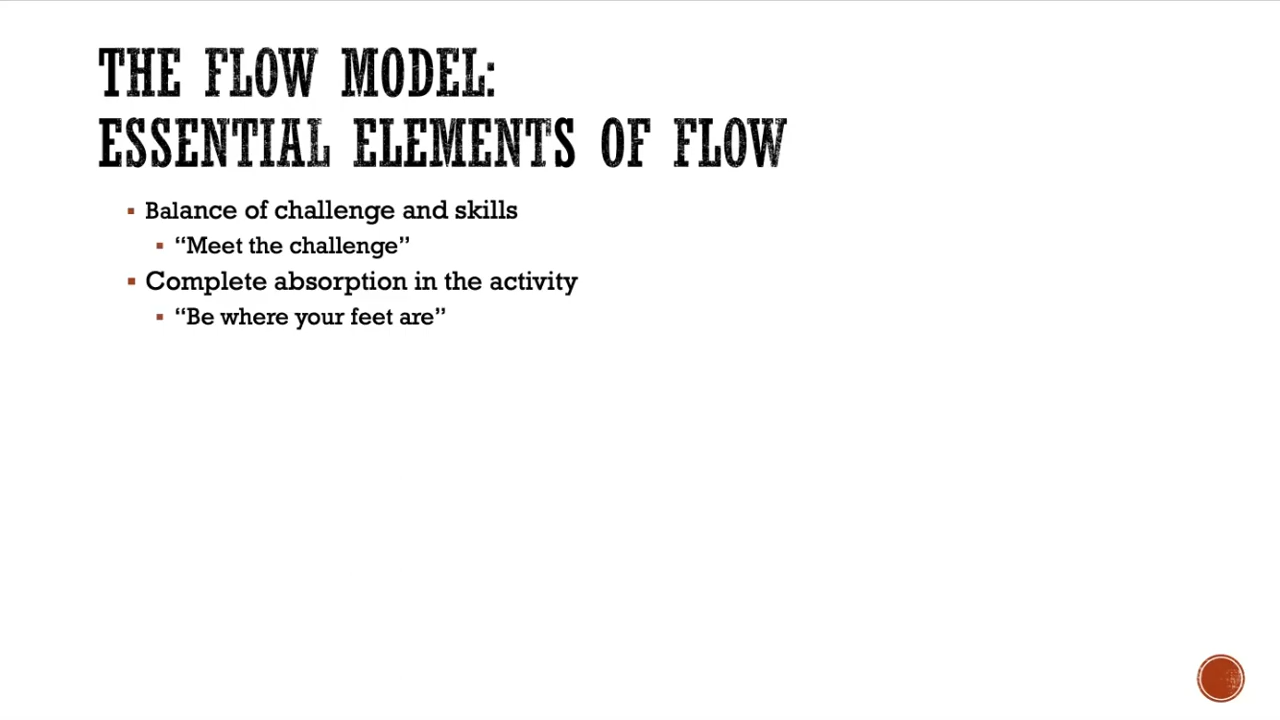 THE FLOW MODEL:
ESSENTIAL ELEMENTS OF FLOW
Balance of challenge and skills
“Meet the challenge”
Complete absorption in the activity
“Be where your feet are”